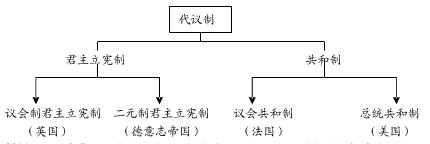 代议制
君主立宪制 共和制
议会制君主立宪制 二元制君主立宪制 议会共和制 总统共和制
（英国） （德意志帝国） （法国） （美国）